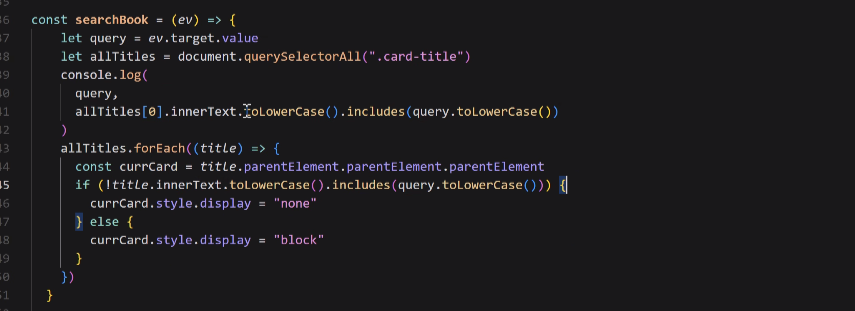 36 const searchBook = (ev) => {
37 let query = ev.target.value
38 let allTitles = document.querySelectorAll(".card-title")
39 console.log(
40 query,
41 allTitles[0].innerText.toLowerCase().includes(query.toLowerCase())
42 )
43 allTitles.forEach((title) => {
44 const currCard = title.parentElement.parentElement.parentElement
45 if (!title.innerText.toLowerCase().includes(query.toLowerCase())) {
46 currCard.style.display = "none"
47 } else {
48 currCard.style.display = "block"
49 }
50 })
51 }